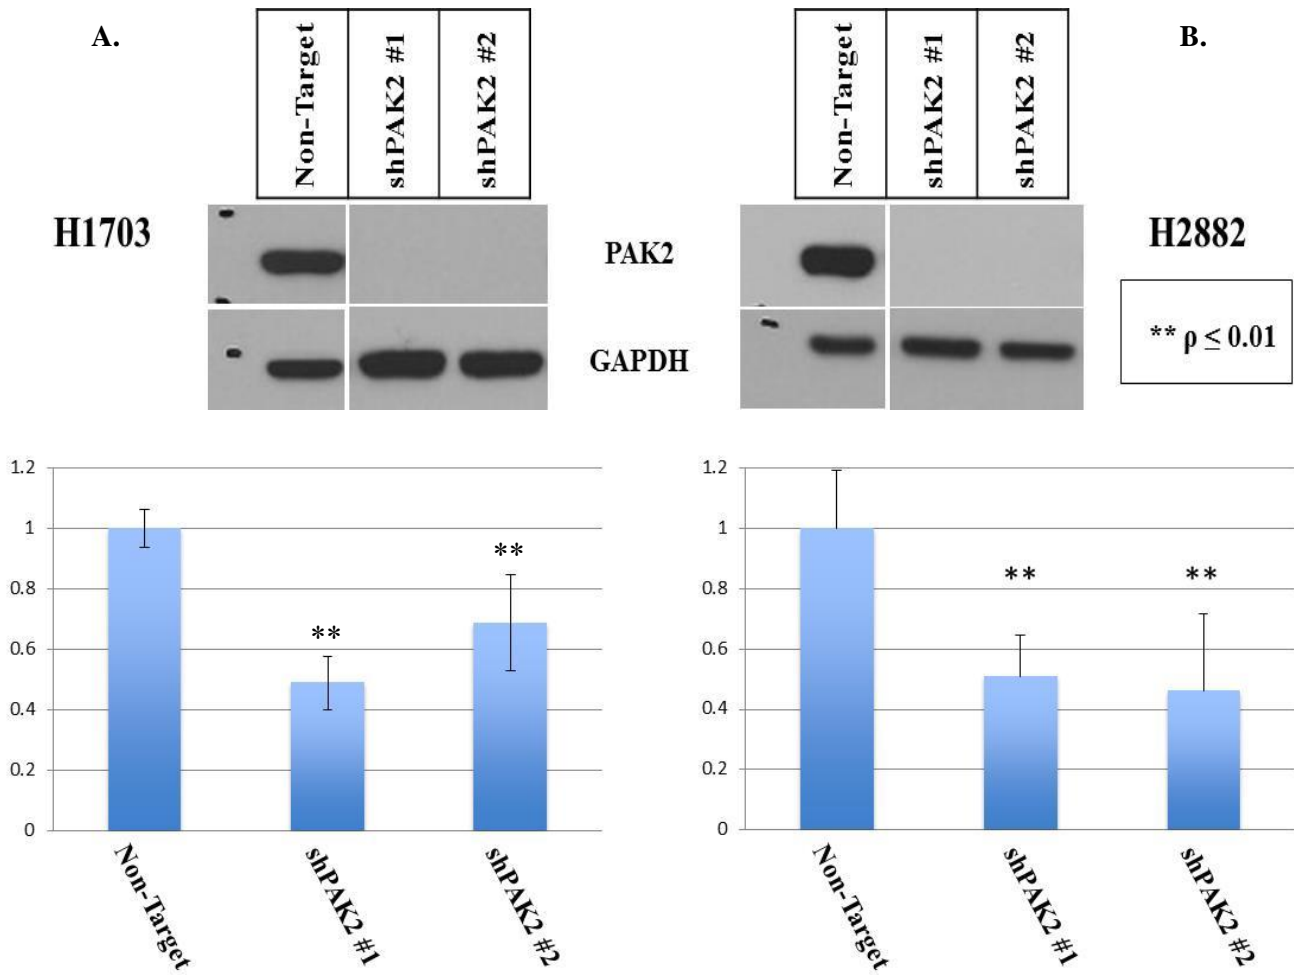 A.
Non-Target
shPAK2 #1
shPAK2 #2
Non-Target
shPAK2 #1
shPAK2 #2
B.
H1703
PAK2
GAPDH
H2882
** ρ ≤ 0.01
1.2
1
0.8
0.6
0.4
0.2
0
**
**
Non-Target
shPAK2 #1
shPAK2 #2
1.2
1
0.8
0.6
0.4
0.2
0
**
**
Non-Target
shPAK2 #1
shPAK2 #2